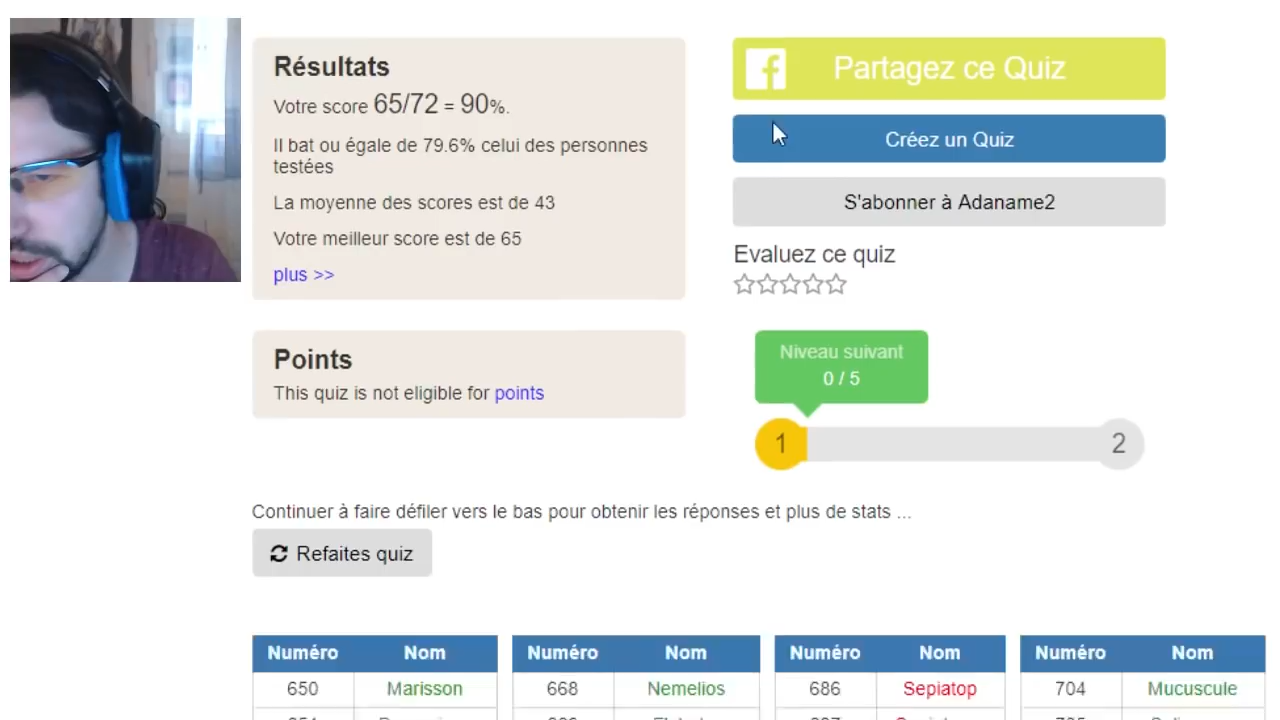 Résultats
Votre score 65/72 = 90%.
Il bat ou égale de 79.6% celui des personnes
testées
La moyenne des scores est de 43
Votre meilleur score est de 65
plus >>
Partagez ce Quiz
Créez un Quiz
S'abonner à Adaname2
Evaluez ce quiz
Points
This quiz is not eligible for points
Niveau suivant
0 / 5
1
2
Continuer à faire défiler vers le bas pour obtenir les réponses et plus de stats ...
Refaites quiz
Numéro Nom Numéro Nom Numéro Nom Numéro Nom
650 Marisson 668 Nemelios 686 Sepiatop 704 Mucuscule